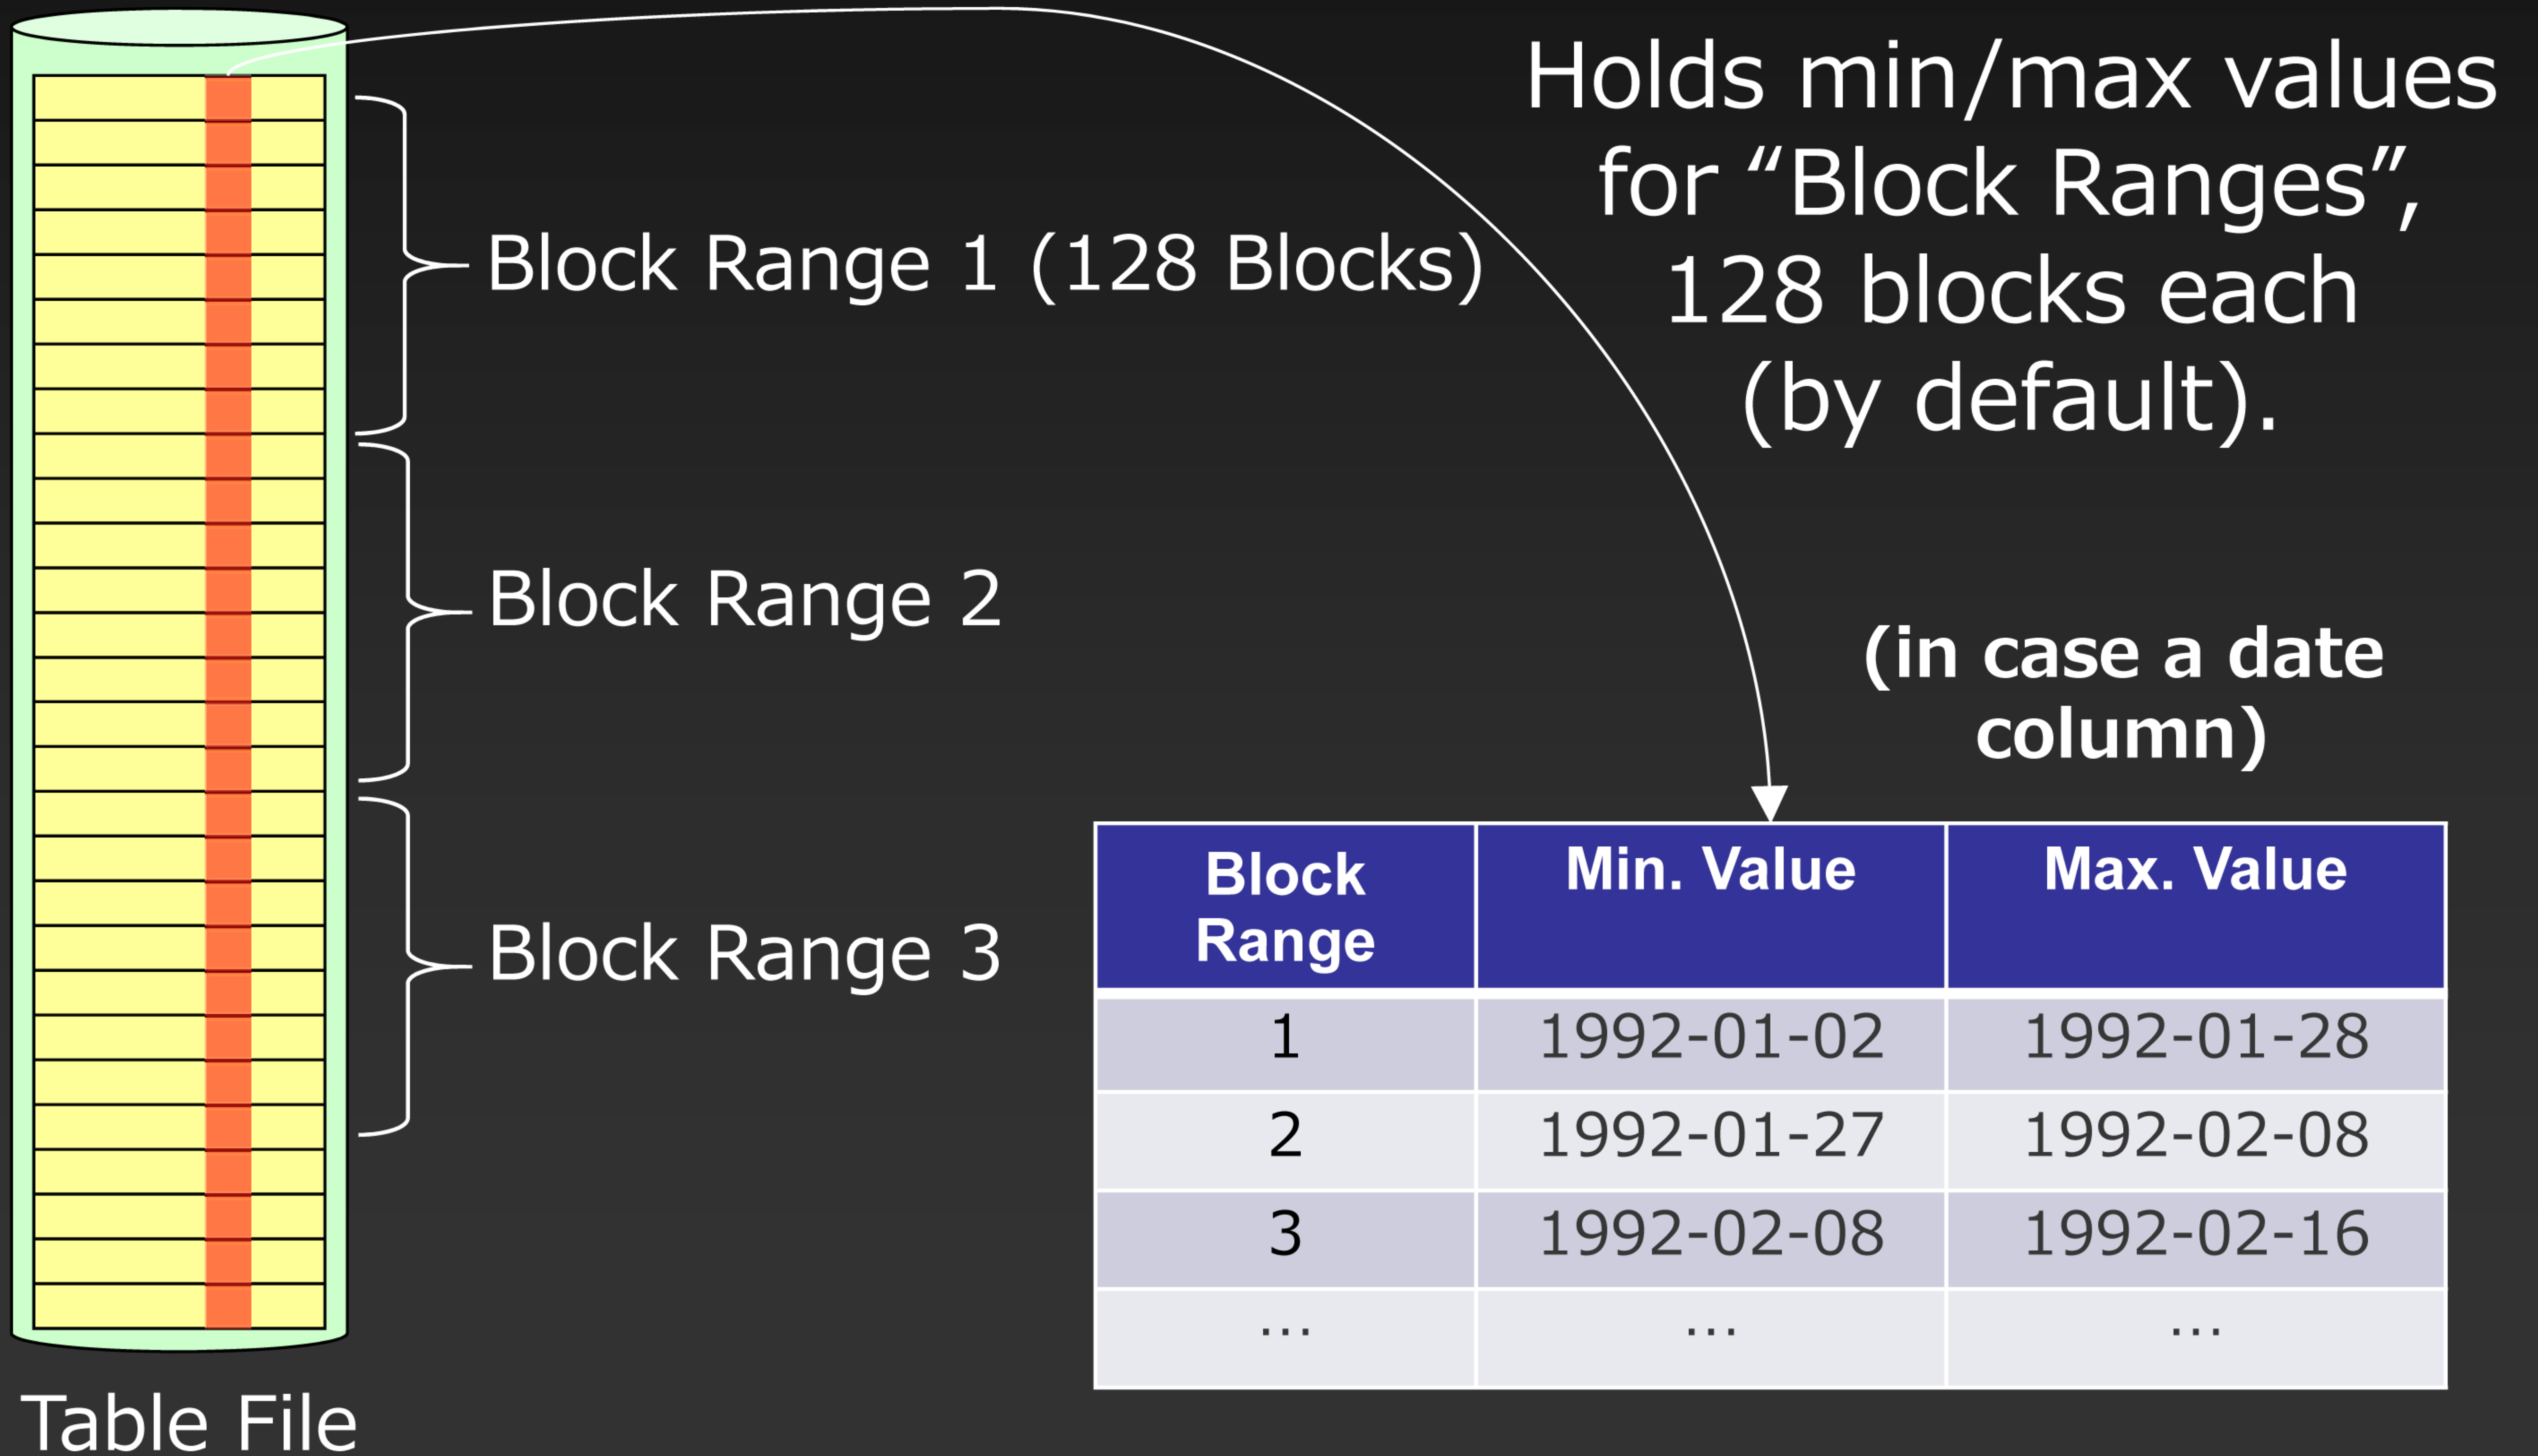 Holds min/max values
for “Block Ranges”,
128 blocks each
(by default).
Block Range 1 (128 Blocks)
Block Range 2
Block Range 3
Table File
(in case a date
column)
Block Range Min. Value Max. Value
1 1992-01-02 1992-01-28
2 1992-01-27 1992-02-08
3 1992-02-08 1992-02-16
… … …